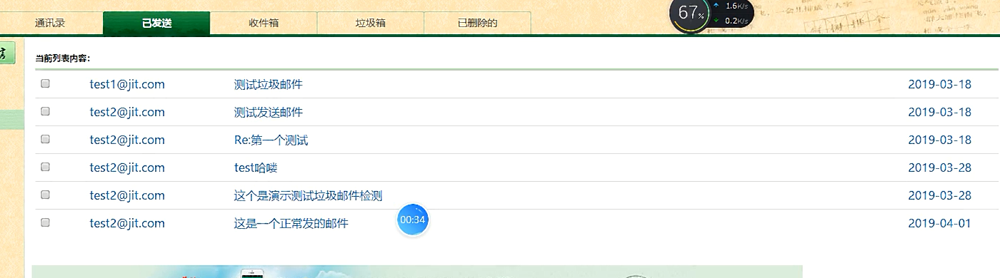 67%
1.6K/s
0.2K/s
通讯录 已发送 收件箱 垃圾箱 已删除的
当前列表内容：
test1@jit.com 测试垃圾邮件 2019-03-18
test2@jit.com 测试发送邮件 2019-03-18
test2@jit.com Re:第一个测试 2019-03-18
test2@jit.com test哈喽 2019-03-28
test2@jit.com 这个是演示测试垃圾邮件检测 2019-03-28
test2@jit.com 这是一个正常发的邮件 2019-04-01
00:34